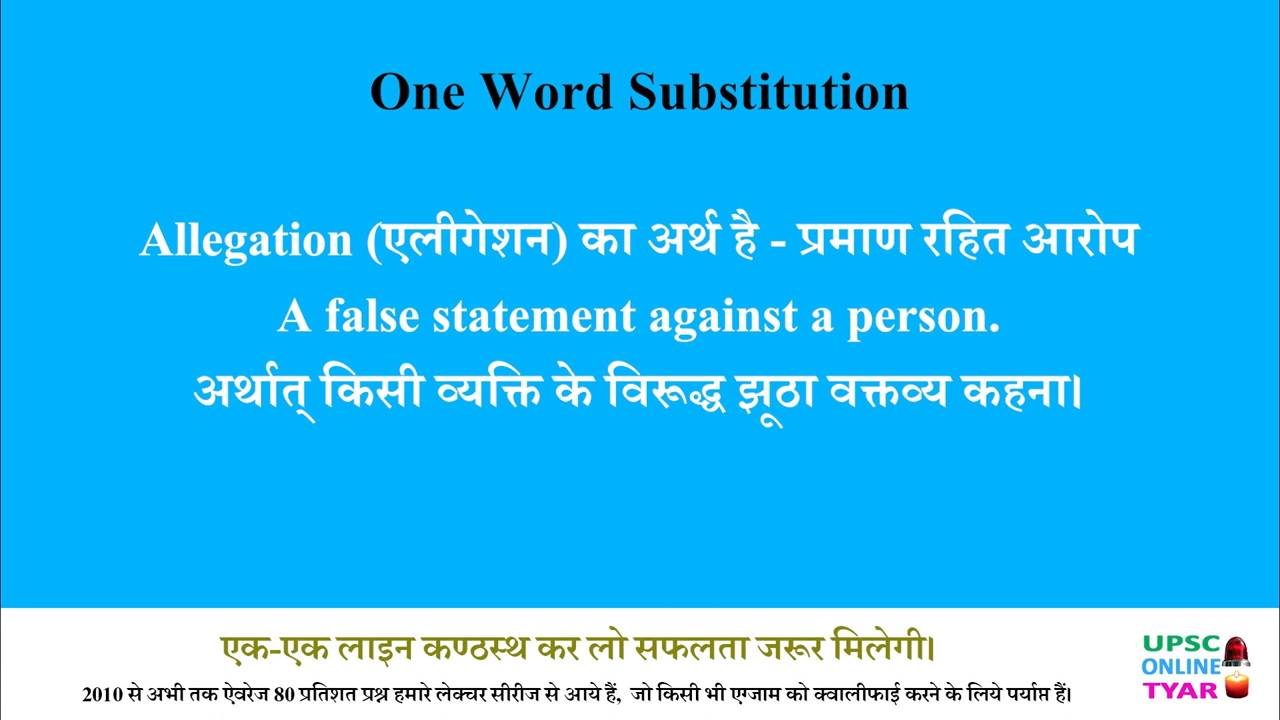 One Word Substitution
Allegation (एलीगेशन) का अर्थ है - प्रमाण रहित आरोप
A false statement against a person.
अर्थात् किसी व्यक्ति के विरूद्ध झूठा वक्तव्य कहना।
एक-एक लाइन कण्ठस्थ कर लो सफलता जरूर मिलेगी।
2010 से अभी तक ऐवरेज 80 प्रतिशत प्रश्न हमारे लेक्चर सीरीज से आये हैं, जो किसी भी एग्जाम को क्वालीफाई करने के लिये पर्याप्त हैं।
UPSC
ONLINE
TYAR